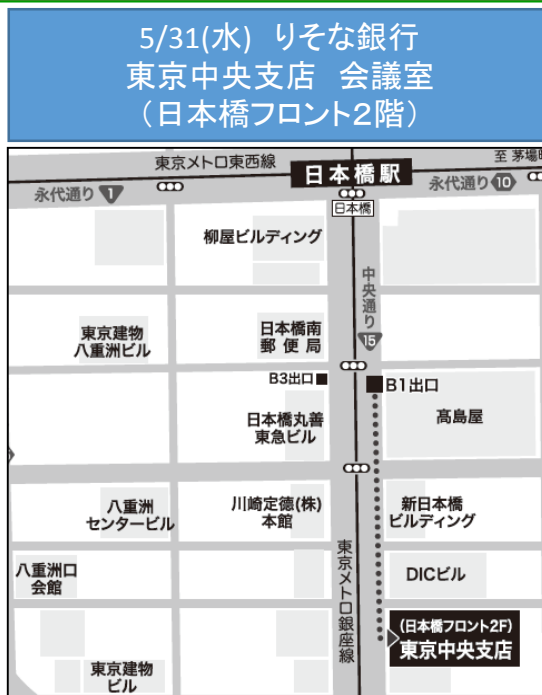 5/31(水) りそな銀行
東京中央支店 会議室
（日本橋フロント2階）
東京メトロ東西線
日本橋駅
至 茅場
永代通り 1
永代通り 10
日本橋
柳屋ビルディング
中央通り
15
東京建物
八重洲ビル
日本橋南
郵便局
B3出口
B1出口
日本橋丸善
東急ビル
髙島屋
八重洲
センタービル
川崎定徳(株)
本館
新日本橋
ビルディング
東京メトロ銀座線
八重洲口
会館
DICビル
(日本橋フロント2F)
東京中央支店
東京建物
ビル